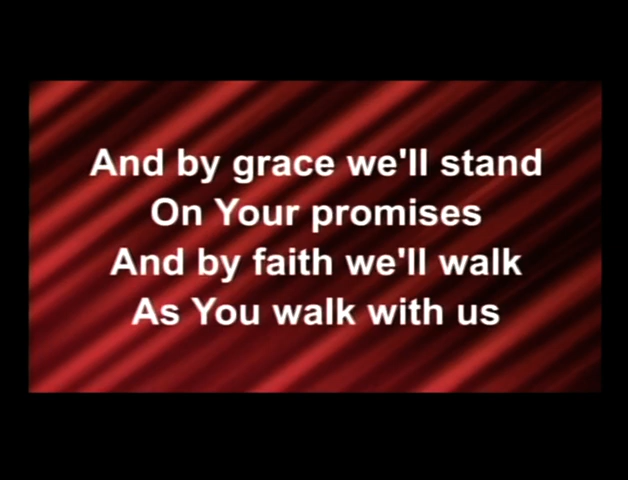 And by grace we'll stand
On Your promises
And by faith we'll walk
As You walk with us